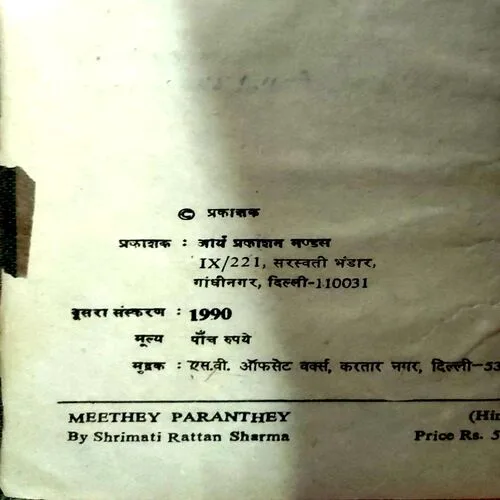 © प्रकाशक
प्रकाशक : आर्य प्रकाशन मण्डल
IX/221, सरस्वती भंडार,
गांधीनगर, दिल्ली-110031
दूसरा संस्करण : 1990
मूल्य पाँच रुपये
मुद्रक : एस.वी. ऑफसेट वर्क्स, करतार नगर, दिल्ली-53
MEETHEY PARANTHEY (Hin
By Shrimati Rattan Sharma Price Rs. 5